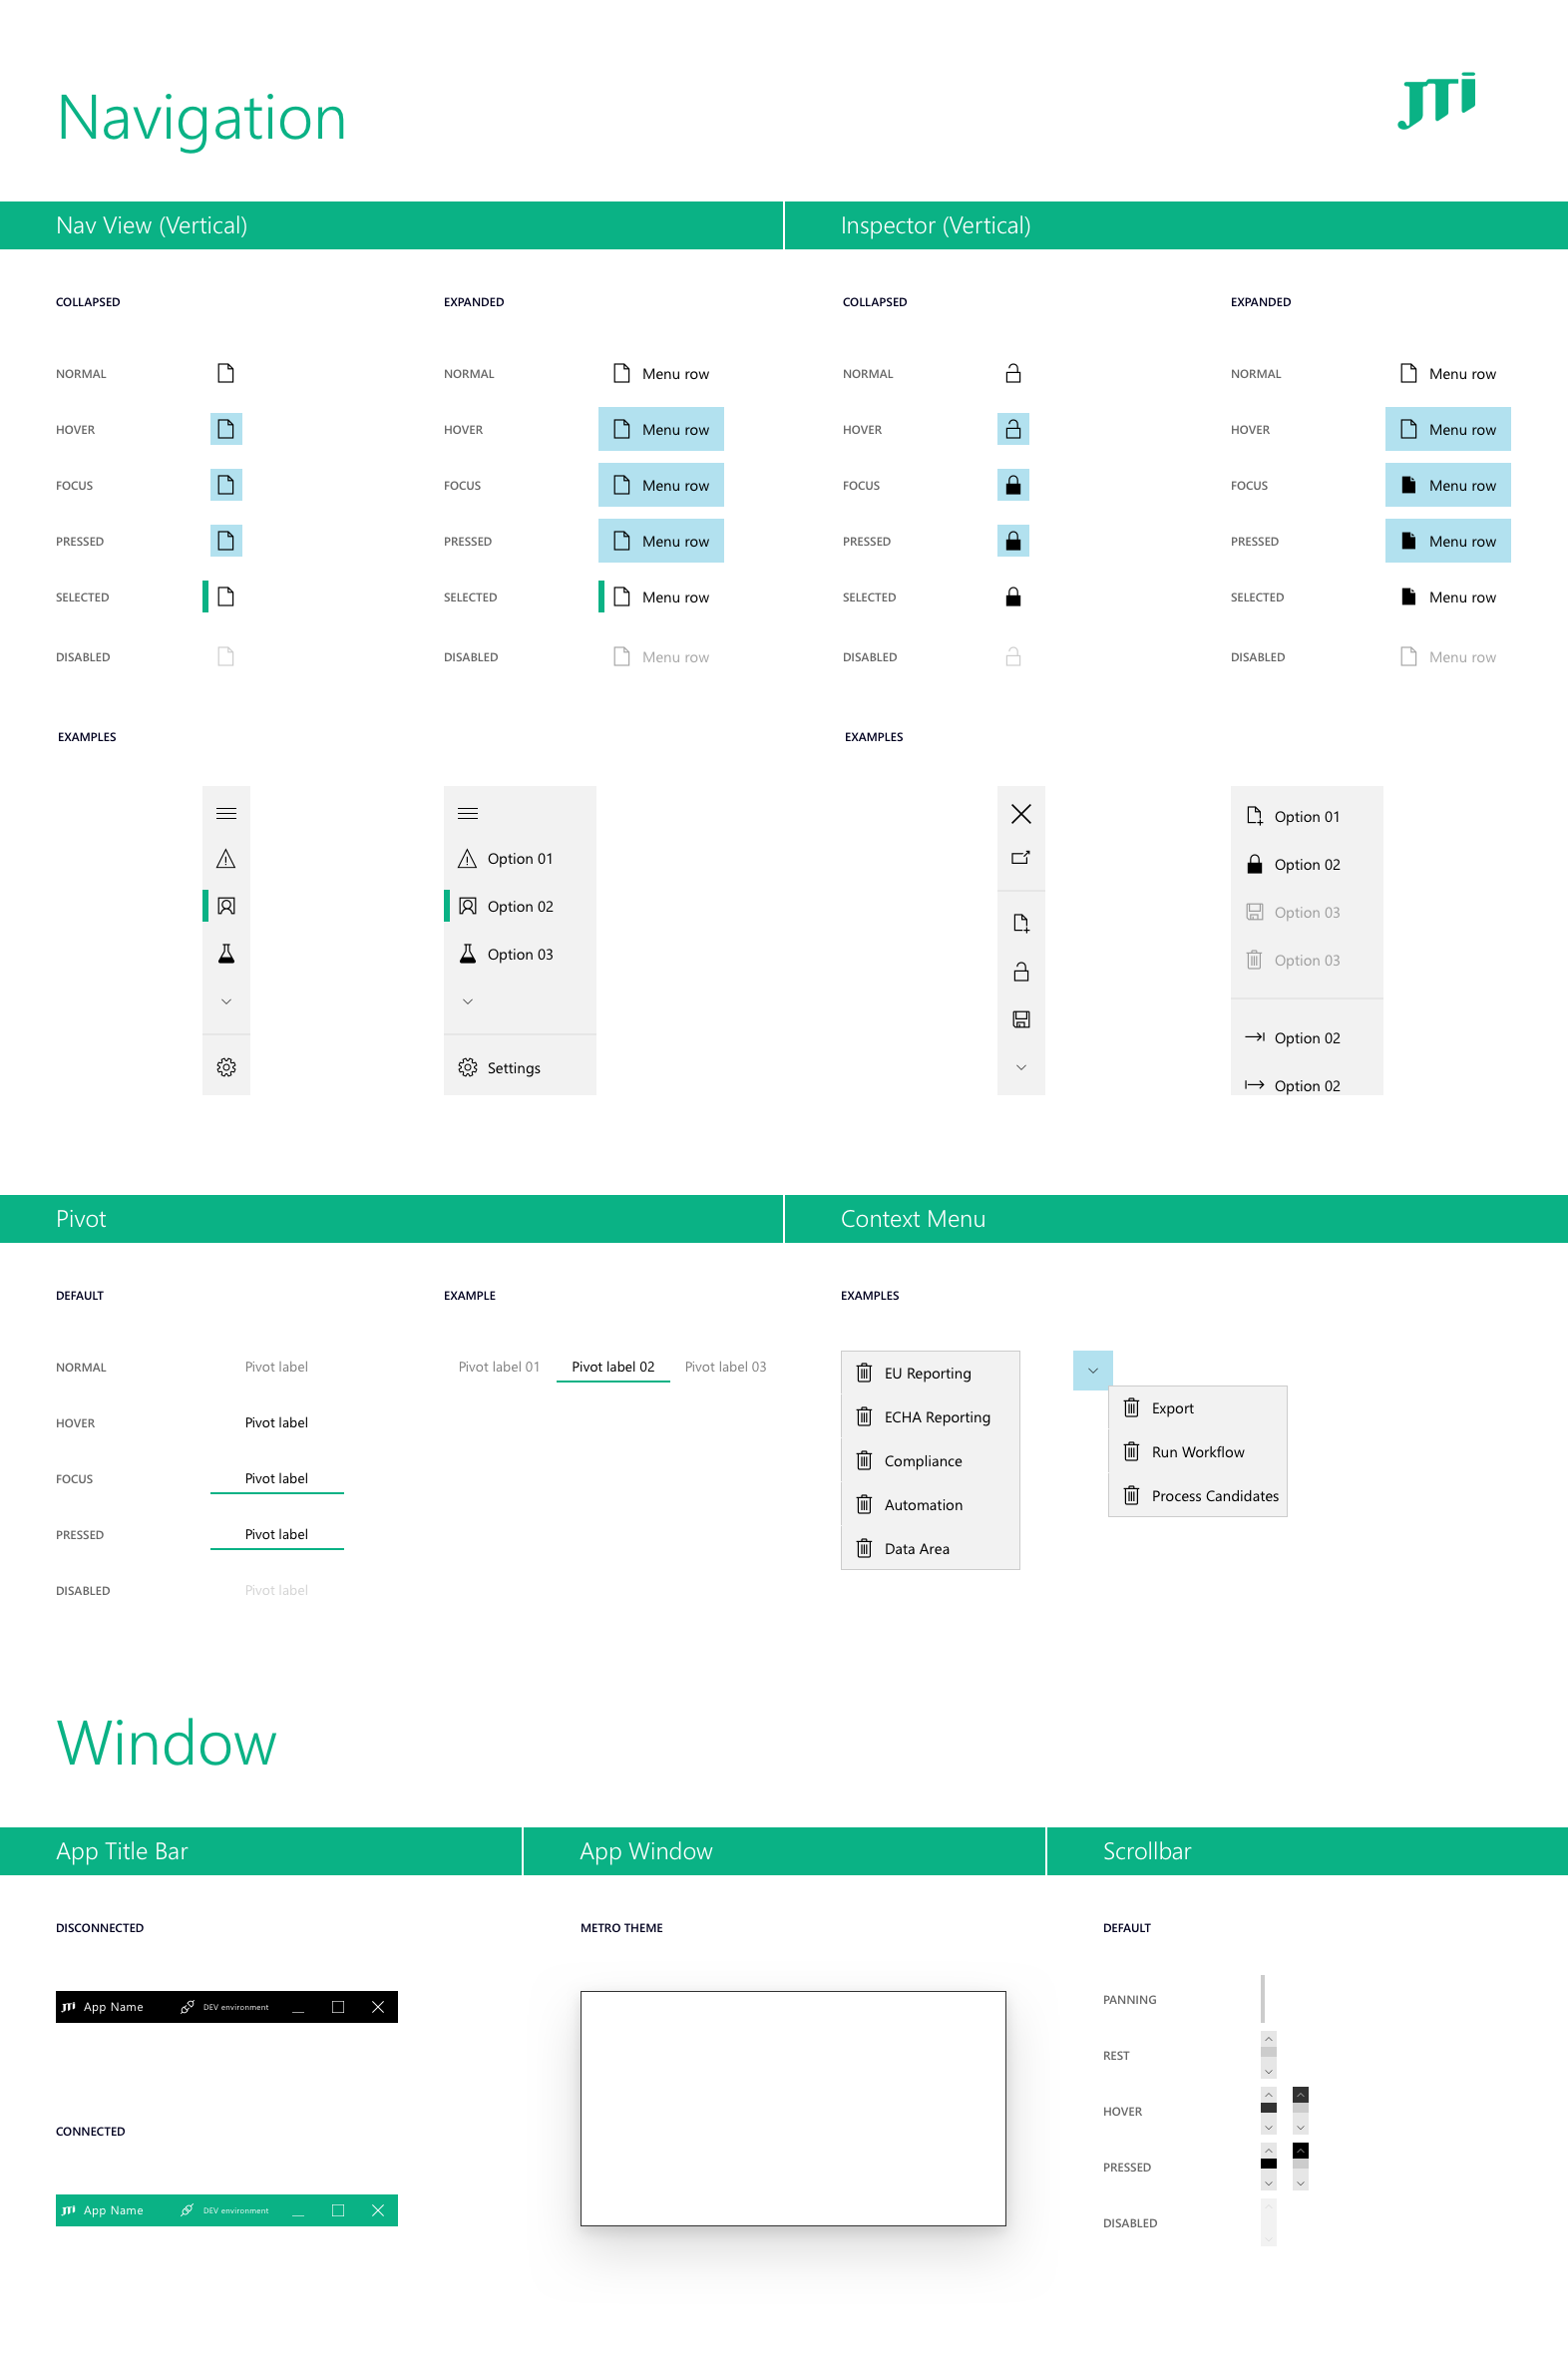 Navigation
JTi
Nav View (Vertical)
Inspector (Vertical)
COLLAPSED
EXPANDED
COLLAPSED
EXPANDED
NORMAL
NORMAL
Menu row
NORMAL
NORMAL
Menu row
HOVER
HOVER
Menu row
HOVER
HOVER
Menu row
FOCUS
FOCUS
Menu row
FOCUS
FOCUS
Menu row
PRESSED
PRESSED
Menu row
PRESSED
PRESSED
Menu row
SELECTED
SELECTED
Menu row
SELECTED
SELECTED
Menu row
DISABLED
DISABLED
Menu row
DISABLED
DISABLED
Menu row
EXAMPLES
Option 01
Option 02
Option 03
Settings
EXAMPLES
Option 01
Option 02
Option 03
Option 03
Option 02
Option 02
Pivot
Context Menu
DEFAULT
EXAMPLE
NORMAL
Pivot label
Pivot label 01
Pivot label 02
Pivot label 03
HOVER
Pivot label
FOCUS
Pivot label
PRESSED
Pivot label
DISABLED
Pivot label
EXAMPLES
EU Reporting
ECHA Reporting
Compliance
Automation
Data Area
Export
Run Workflow
Process Candidates
Window
App Title Bar
App Window
Scrollbar
DISCONNECTED
JTi App Name
DEV environment
CONNECTED
JTi App Name
DEV environment
METRO THEME
DEFAULT
PANNING
REST
HOVER
PRESSED
DISABLED